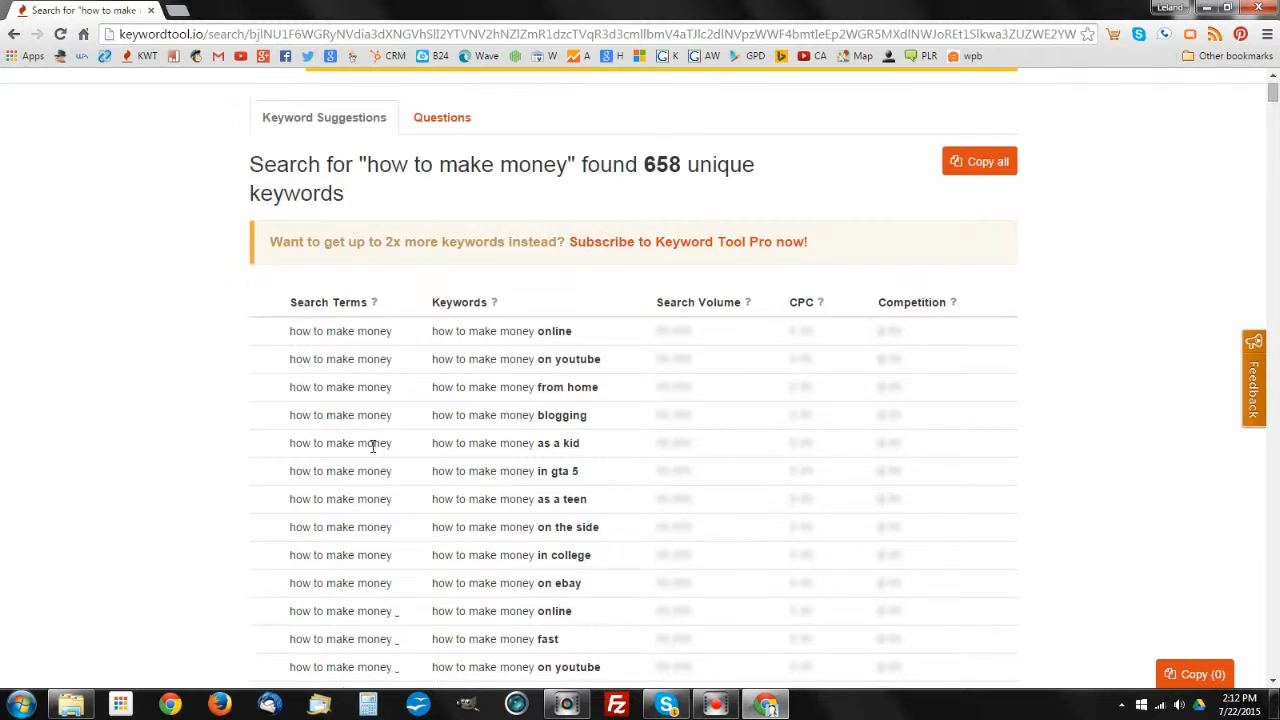 Search for "how to make
Leland
keywordtool.io
Apps
KWT
CRM
B24
Wave
W
A
H
K
AW
GPD
CA
Map
PLR
wpb
Other bookmarks
Keyword Suggestions
Questions
Search for "how to make money" found 658 unique
keywords
Copy all
Want to get up to 2x more keywords instead? Subscribe to Keyword Tool Pro now!
Search Terms ? Keywords ? Search Volume ? CPC ? Competition ?
how to make money how to make money online
how to make money how to make money on youtube
how to make money how to make money from home
how to make money how to make money blogging
how to make money how to make money as a kid
how to make money how to make money in gta 5
how to make money how to make money as a teen
how to make money how to make money on the side
how to make money how to make money in college
how to make money how to make money on ebay
how to make money _ how to make money online
how to make money _ how to make money fast
how to make money _ how to make money on youtube
Feedback
Copy (0)
2:12 PM
7/22/2015